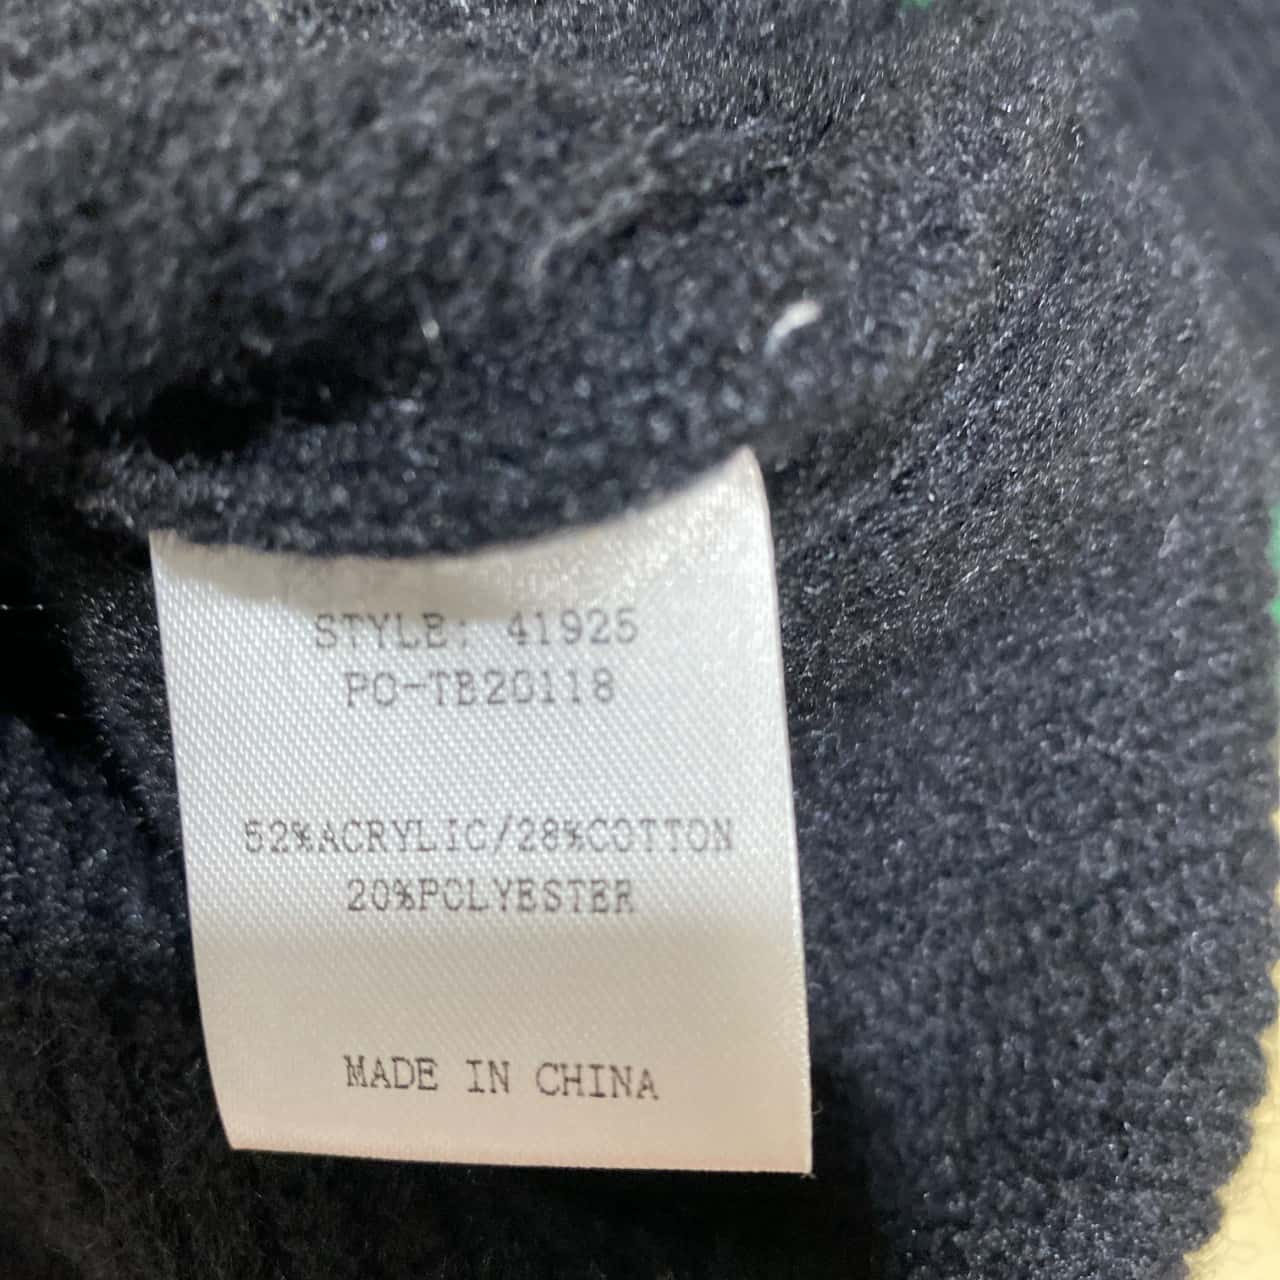 STYLE: 41925
PO-TB20118
52%ACRYLIC/28%COTTON
20%POLYESTER
MADE IN CHINA